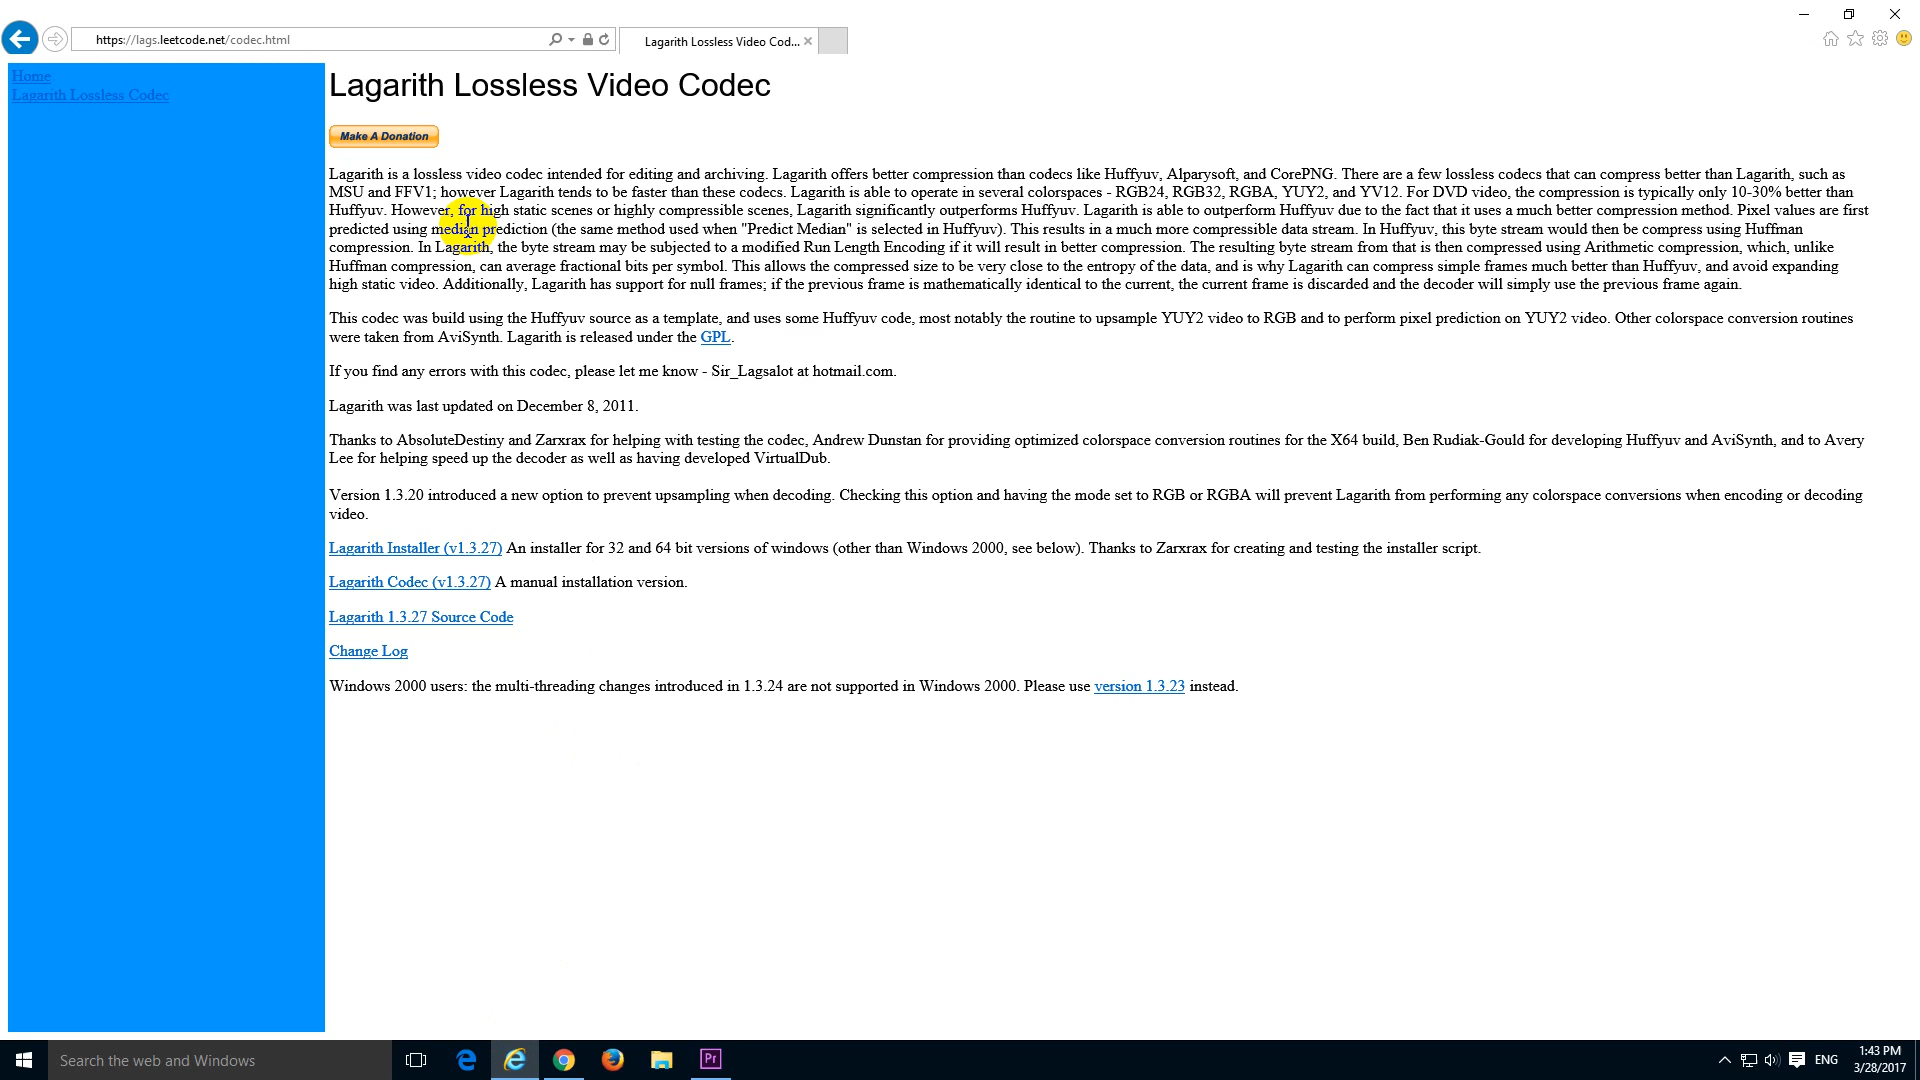 https://lags.leetcode.net/codec.html
Lagarith Lossless Video Cod...
Home
Lagarith Lossless Codec
Lagarith Lossless Video Codec
Make A Donation
Lagarith is a lossless video codec intended for editing and archiving. Lagarith offers better compression than codecs like Huffyuv, Alparysoft, and CorePNG. There are a few lossless codecs that can compress better than Lagarith, such as
MSU and FFV1; however Lagarith tends to be faster than these codecs. Lagarith is able to operate in several colorspaces - RGB24, RGB32, RGBA, YUY2, and YV12. For DVD video, the compression is typically only 10-30% better than
Huffyuv. However, for high static scenes or highly compressible scenes, Lagarith significantly outperforms Huffyuv. Lagarith is able to outperform Huffyuv due to the fact that it uses a much better compression method. Pixel values are first
predicted using median prediction (the same method used when "Predict Median" is selected in Huffyuv). This results in a much more compressible data stream. In Huffyuv, this byte stream would then be compress using Huffman
compression. In Lagarith, the byte stream may be subjected to a modified Run Length Encoding if it will result in better compression. The resulting byte stream from that is then compressed using Arithmetic compression, which, unlike
Huffman compression, can average fractional bits per symbol. This allows the compressed size to be very close to the entropy of the data, and is why Lagarith can compress simple frames much better than Huffyuv, and avoid expanding
high static video. Additionally, Lagarith has support for null frames; if the previous frame is mathematically identical to the current, the current frame is discarded and the decoder will simply use the previous frame again.
This codec was build using the Huffyuv source as a template, and uses some Huffyuv code, most notably the routine to upsample YUY2 video to RGB and to perform pixel prediction on YUY2 video. Other colorspace conversion routines
were taken from AviSynth. Lagarith is released under the GPL.
If you find any errors with this codec, please let me know - Sir_Lagsalot at hotmail.com.
Lagarith was last updated on December 8, 2011.
Thanks to AbsoluteDestiny and Zarxrax for helping with testing the codec, Andrew Dunstan for providing optimized colorspace conversion routines for the X64 build, Ben Rudiak-Gould for developing Huffyuv and AviSynth, and to Avery
Lee for helping speed up the decoder as well as having developed VirtualDub.
Version 1.3.20 introduced a new option to prevent upsampling when decoding. Checking this option and having the mode set to RGB or RGBA will prevent Lagarith from performing any colorspace conversions when encoding or decoding
video.
Lagarith Installer (v1.3.27) An installer for 32 and 64 bit versions of windows (other than Windows 2000, see below). Thanks to Zarxrax for creating and testing the installer script.
Lagarith Codec (v1.3.27) A manual installation version.
Lagarith 1.3.27 Source Code
Change Log
Windows 2000 users: the multi-threading changes introduced in 1.3.24 are not supported in Windows 2000. Please use version 1.3.23 instead.
Search the web and Windows
Pr
ENG
1:43 PM
3/28/2017